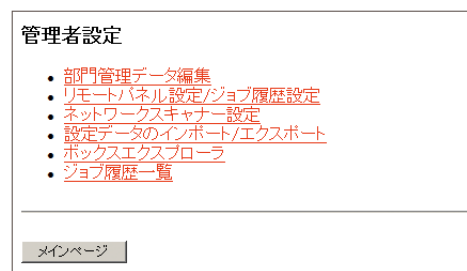 管理者設定
部門管理データ編集
リモートパネル設定/ジョブ履歴設定
ネットワークスキャナー設定
設定データのインポート/エクスポート
ボックスエクスプローラ
ジョブ履歴一覧
メインページ